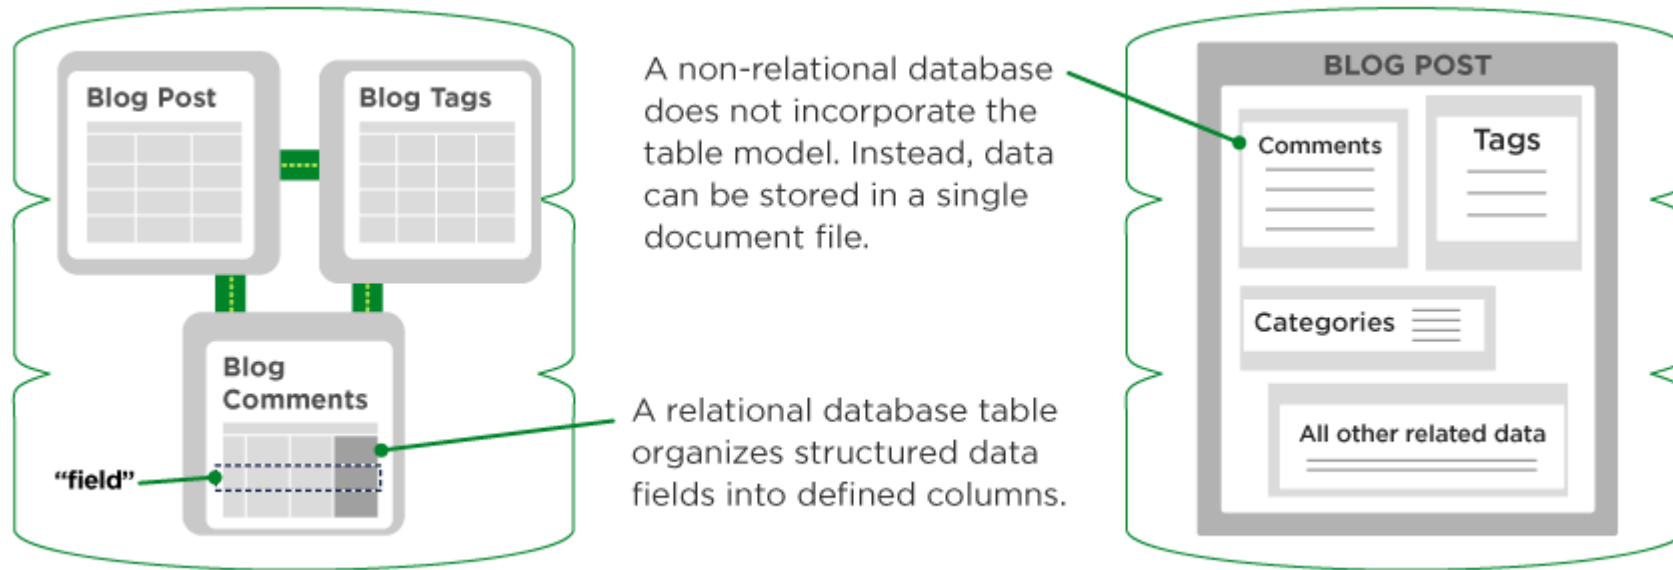 Blog Post
Blog Tags
Blog
Comments
“field”
A non-relational database
does not incorporate the
table model. Instead, data
can be stored in a single
document file.
A relational database table
organizes structured data
fields into defined columns.
BLOG POST
Comments
Tags
Categories
All other related data